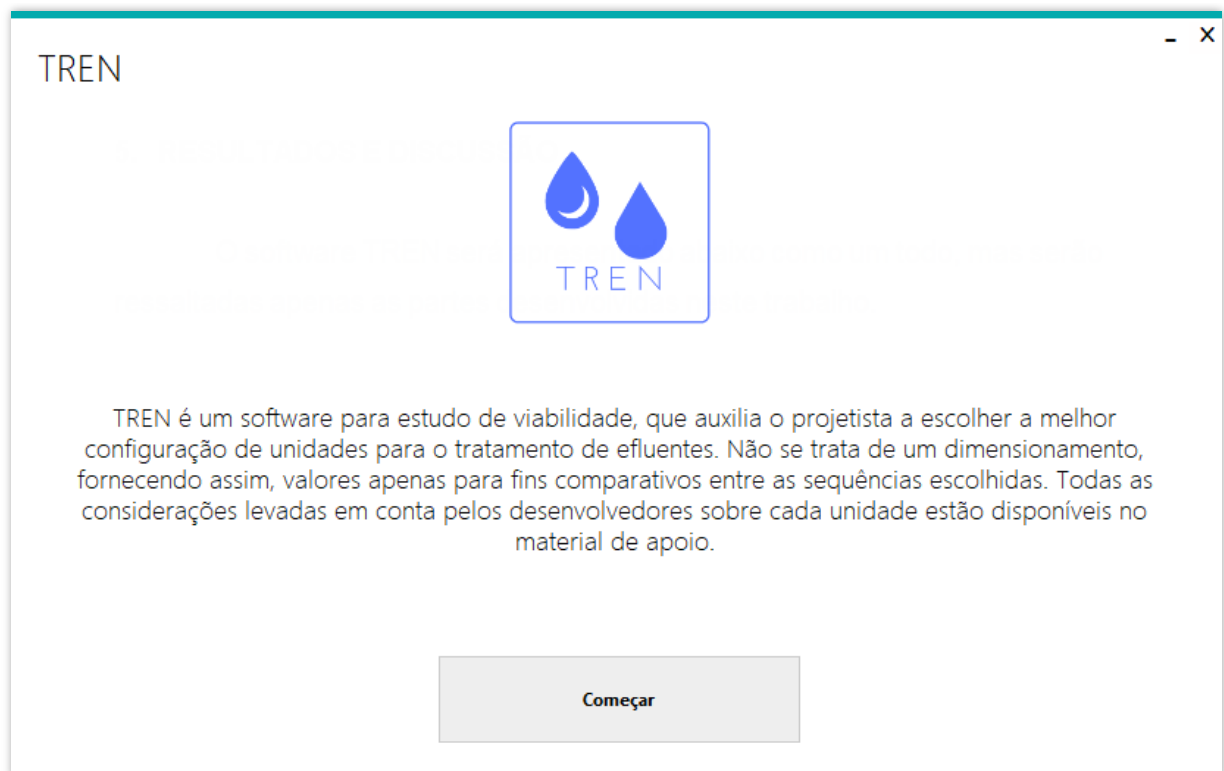 TREN
TREN
TREN é um software para estudo de viabilidade, que auxilia o projetista a escolher a melhor
configuração de unidades para o tratamento de efluentes. Não se trata de um dimensionamento,
fornecendo assim, valores apenas para fins comparativos entre as sequências escolhidas. Todas as
considerações levadas em conta pelos desenvolvedores sobre cada unidade estão disponíveis no
material de apoio.
Começar